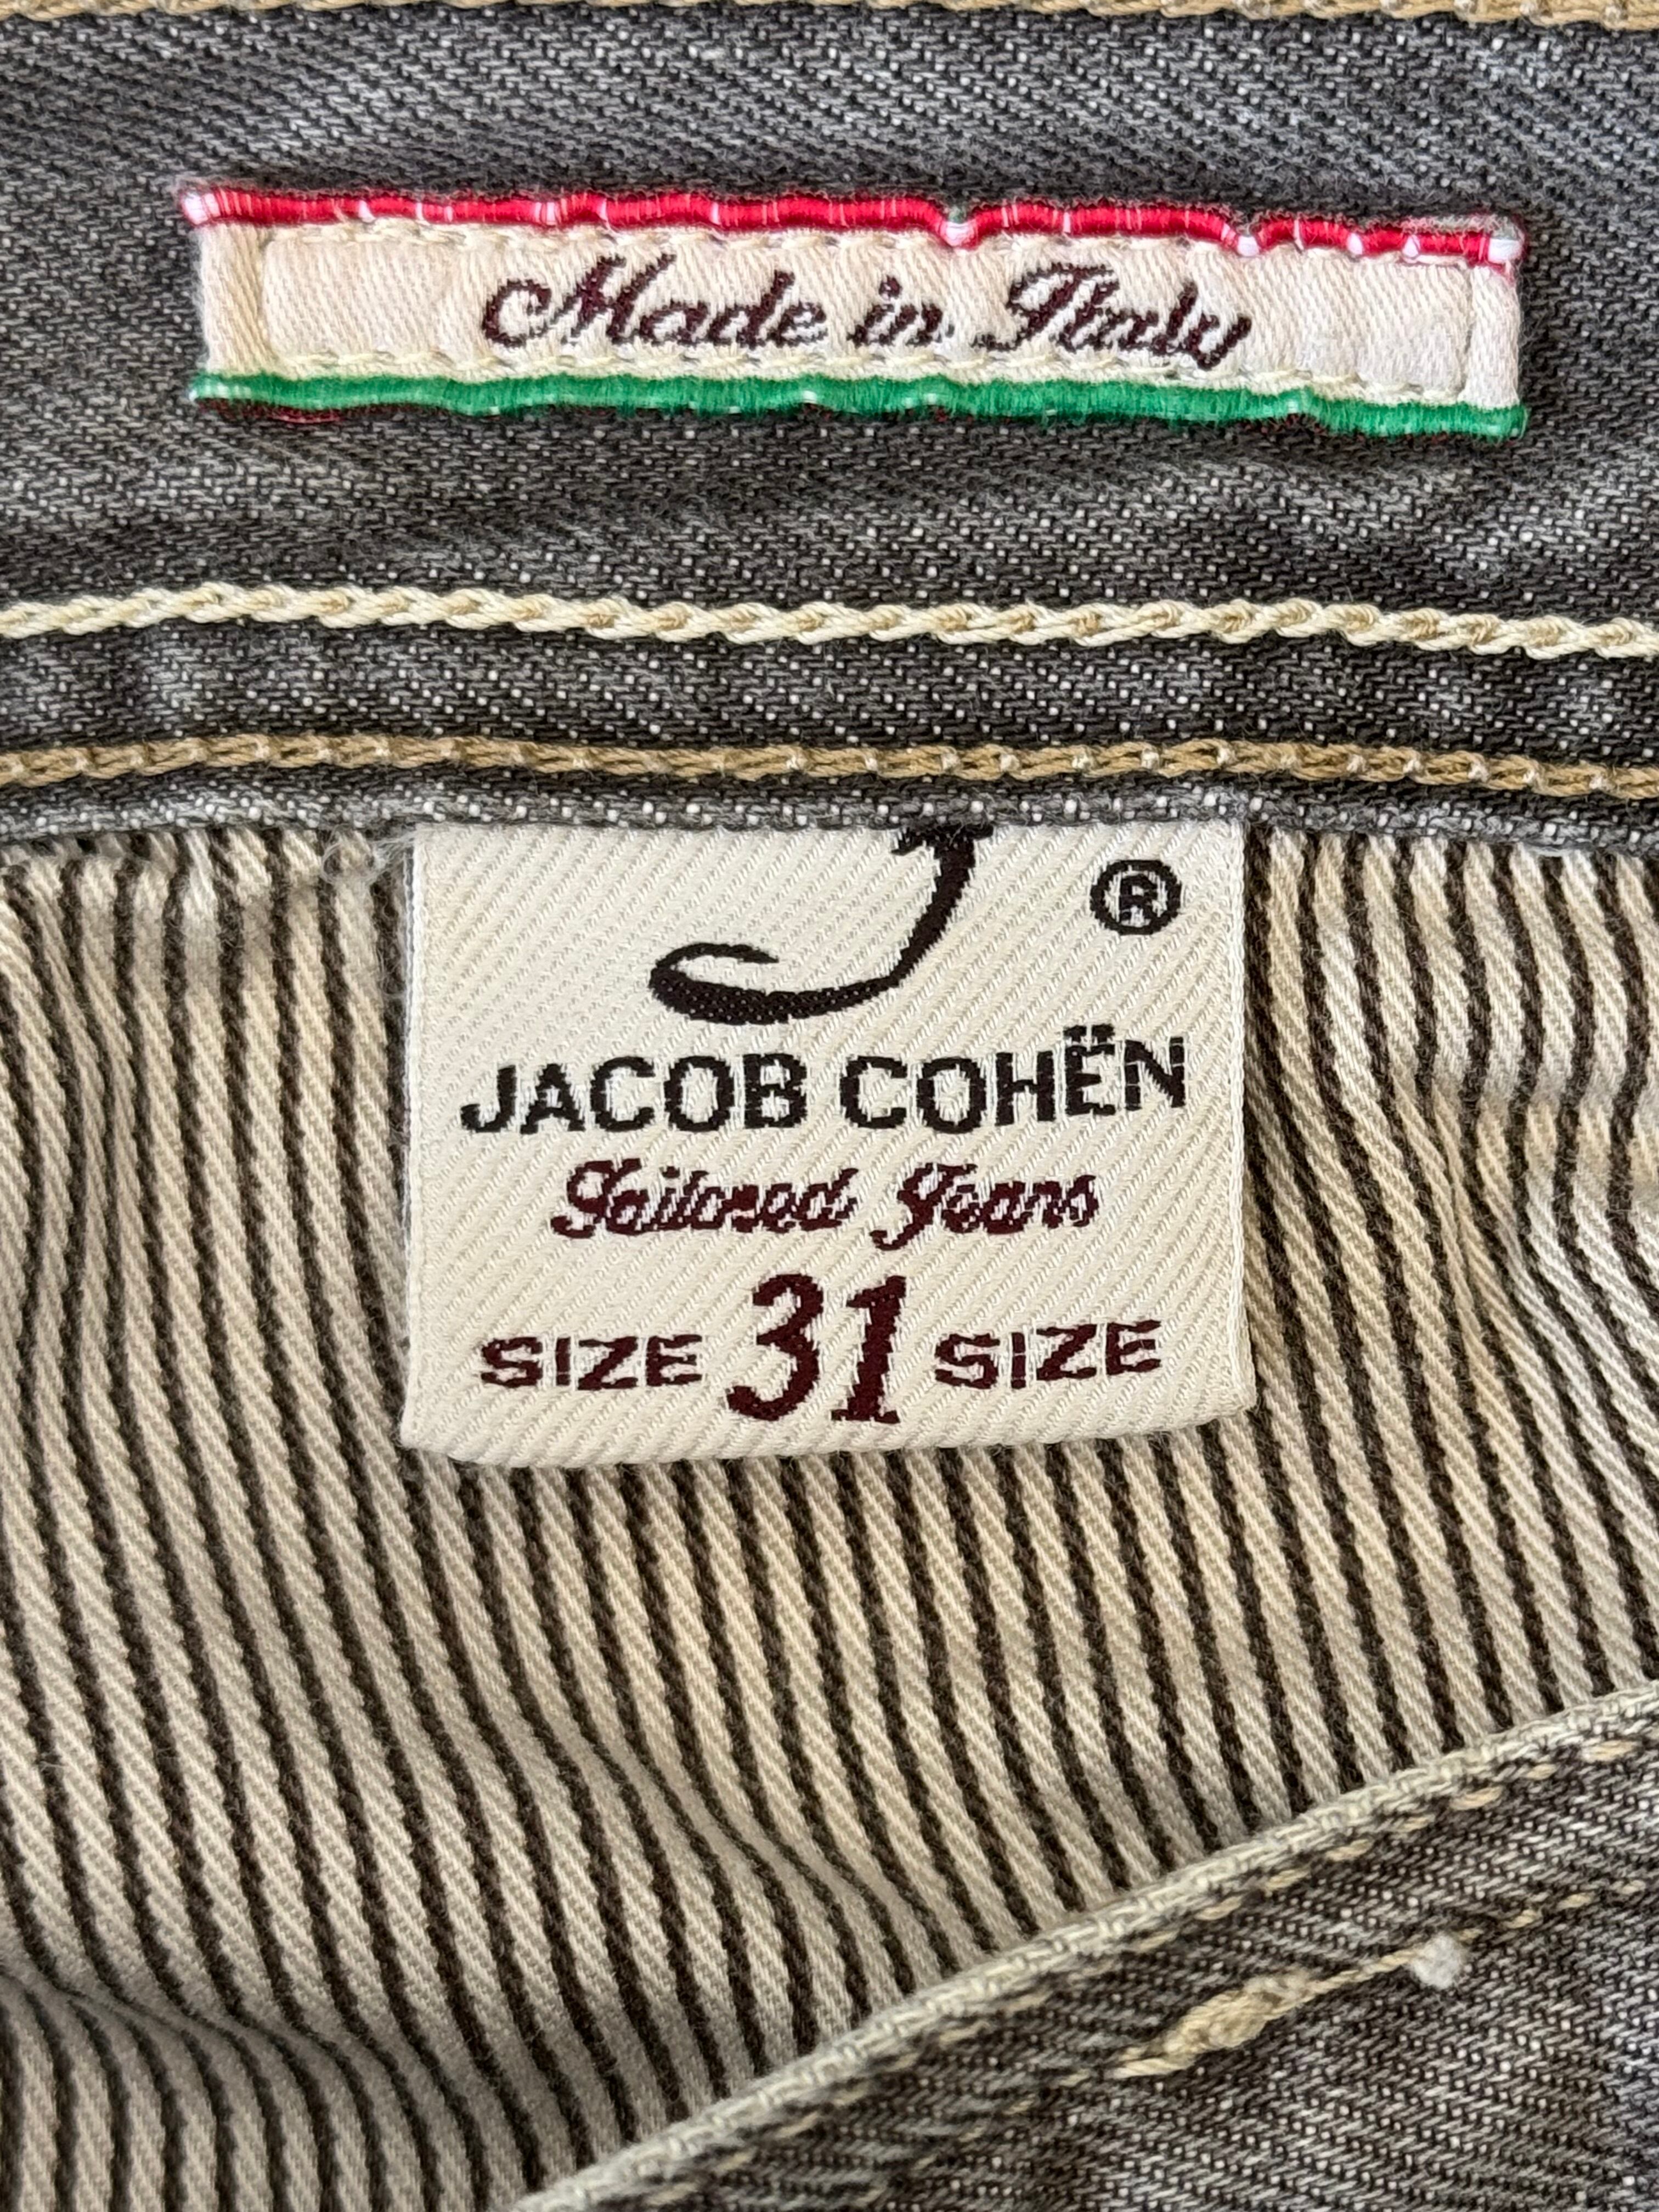 Made in Italy
J ®
JACOB COHËN
Tailored Jeans
SIZE 31 SIZE